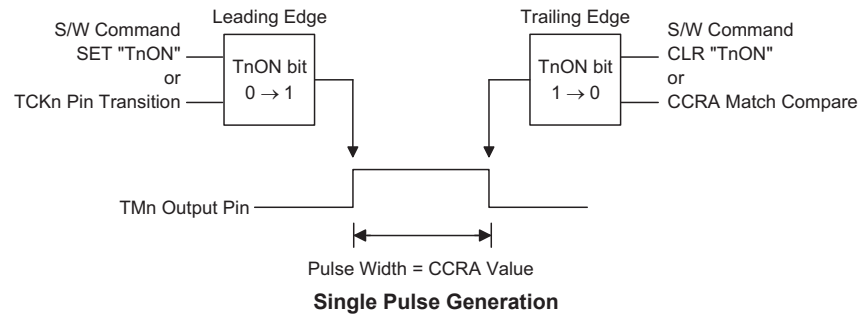 Leading Edge
S/W Command
SET "TnON"
or
TCKn Pin Transition
TnON bit
0 → 1
Trailing Edge
TnON bit
1 → 0
S/W Command
CLR "TnON"
or
CCRA Match Compare
TMn Output Pin
Pulse Width = CCRA Value
Single Pulse Generation